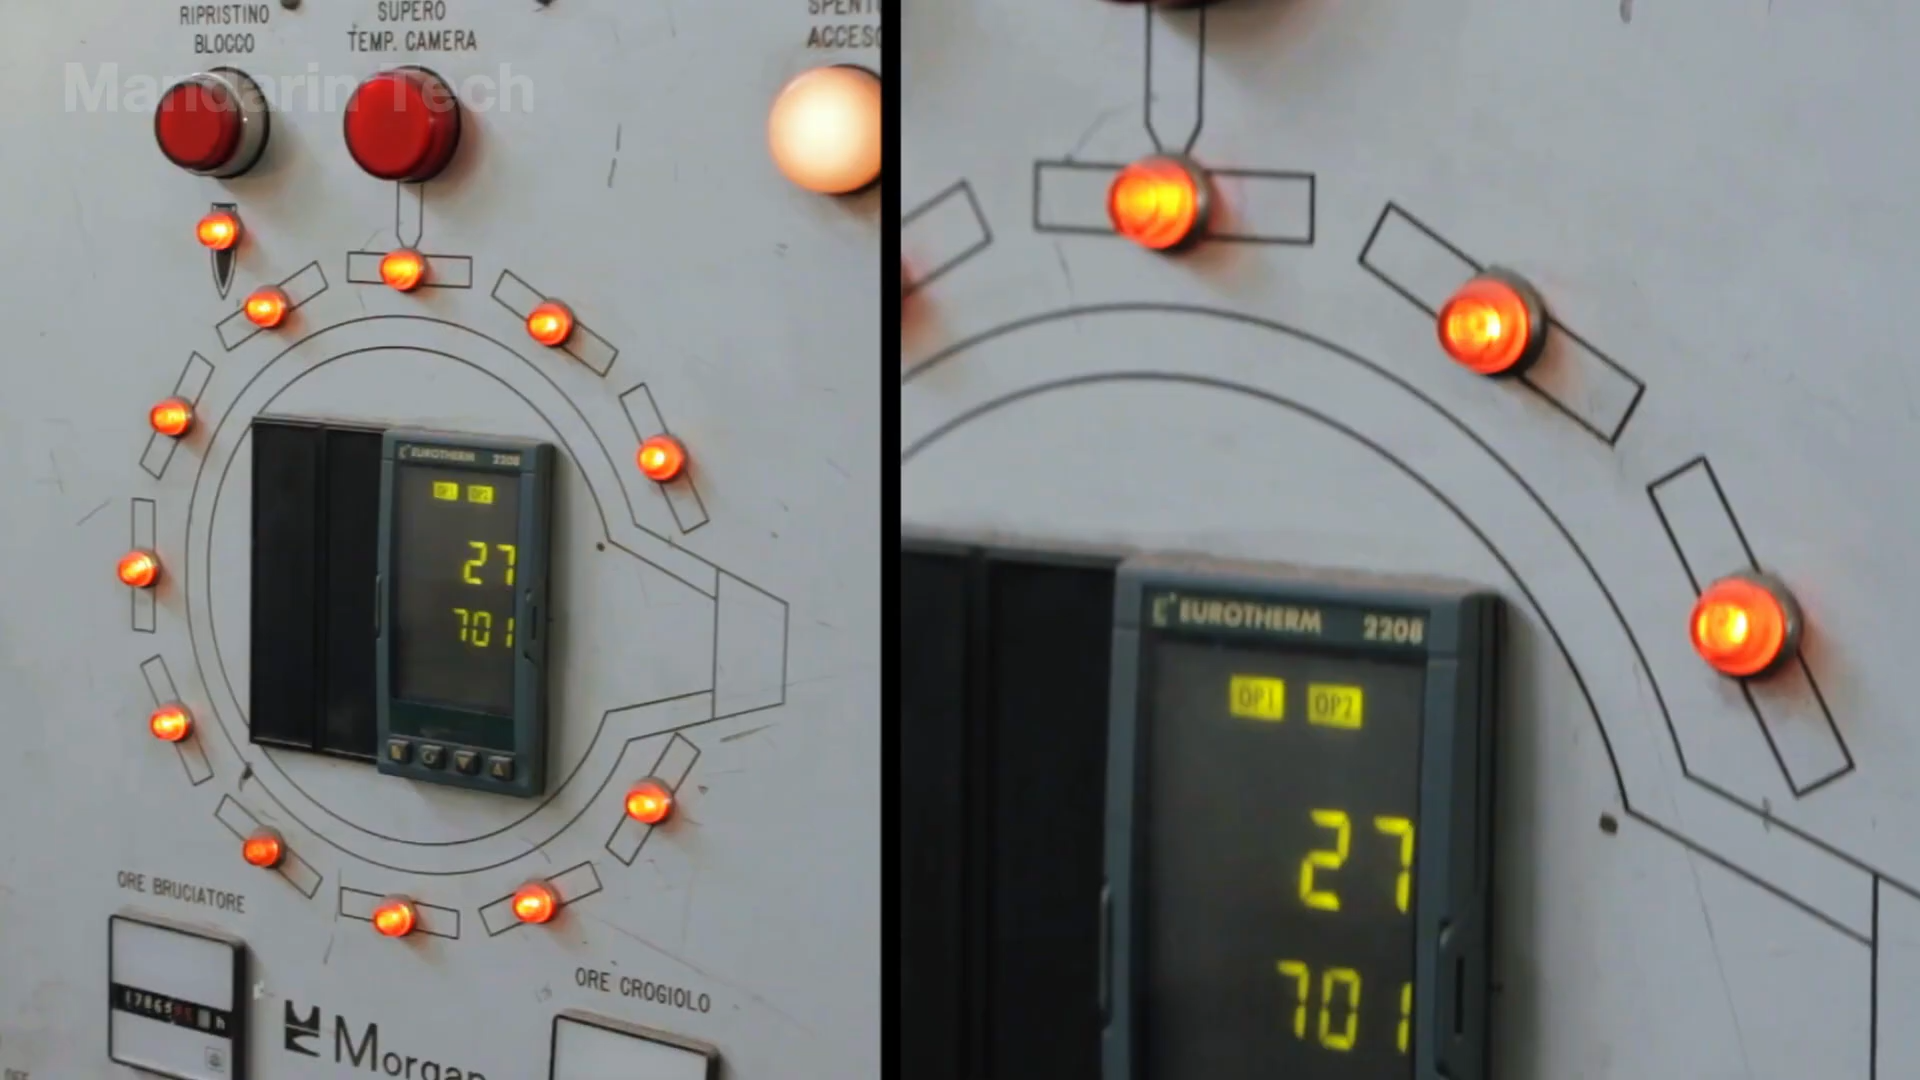 RIPRISTINO
BLOCCO
SUPERO
TEMP. CAMERA
ACCESO
Mandarin Tech
EUROTHERM 2208
OP1 OP2
27
701
ORE BRUCIATORE
h
ORE CROGIOLO
Morgan
EUROTHERM 2208
OP1 OP2
27
701